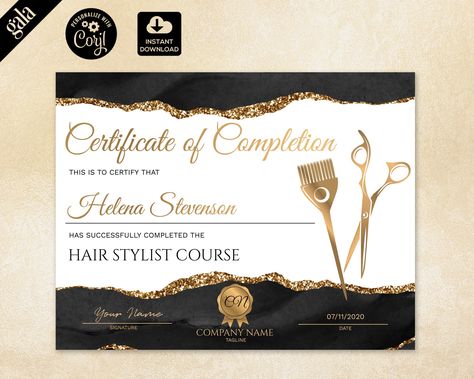 gala
PERSONALIZE WITH
Corjl
INSTANT
DOWNLOAD
Certificate of Completion
THIS IS TO CERTIFY THAT
Helena Stevenson
HAS SUCCESSFULLY COMPLETED THE
HAIR STYLIST COURSE
EN
Your Name
SIGNATURE
COMPANY NAME
TAGLINE
07/11/2020
DATE